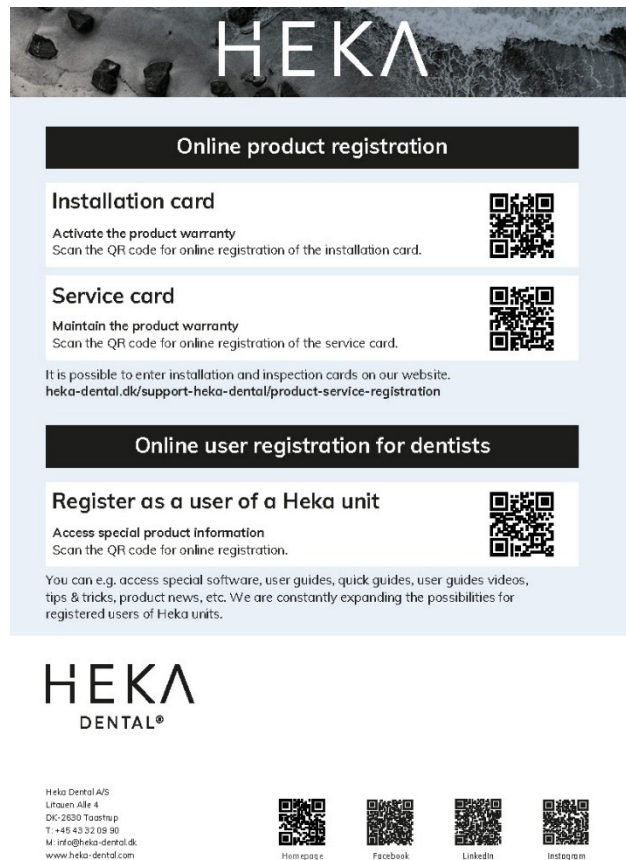 HEKA
Online product registration
Installation card
Activate the product warranty
Scan the QR code for online registration of the installation card.
Service card
Maintain the product warranty
Scan the QR code for online registration of the service card.
It is possible to enter installation and inspection cards on our website.
heka-dental.dk/support-heka-dental/product-service-registration
Online user registration for dentists
Register as a user of a Heka unit
Access special product information
Scan the QR code for online registration.
You can e.g. access special software, user guides, quick guides, user guides videos,
tips & tricks, product news, etc. We are constantly expanding the possibilities for
registered users of Heka units.
HEKA
DENTAL®
Heka Dental A/S
Litauen Alle 4
DK-2630 Taastrup
T: +45 43 32 09 90
M: info@heka-dental.dk
www.heka-dental.com
Homepage
Facebook
LinkedIn
Instagram